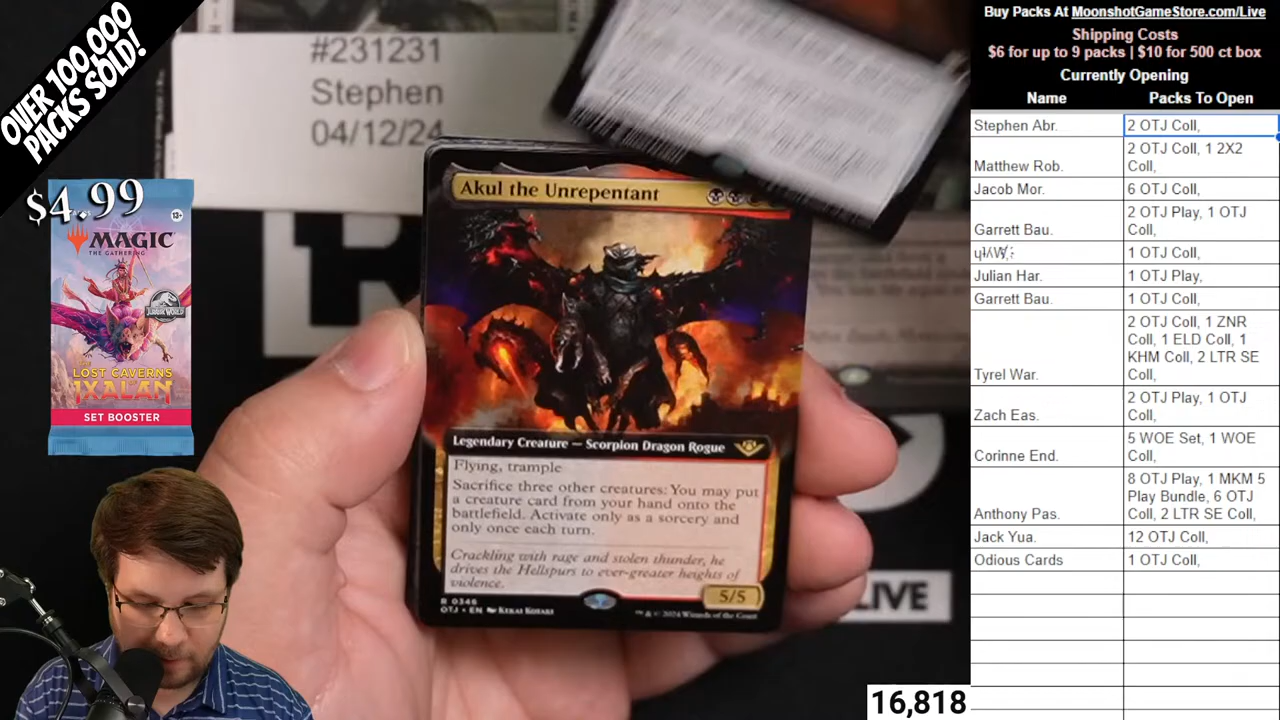 OVER 100,000
PACKS SOLD!
$4.99
13+
MAGIC
THE GATHERING
JURASSIC WORLD
THE
LOST CAVERNS
OF
IXALAN
SET BOOSTER
#231231
Stephen
04/12/24
Akul the Unrepentant
Legendary Creature — Scorpion Dragon Rogue
Flying, trample
Sacrifice three other creatures: You may put
a creature card from your hand onto the
battlefield. Activate only as a sorcery and
only once each turn.
Crackling with rage and stolen thunder, he
drives the Hellspurs to ever-greater heights of
violence.
5/5
R 0346
OTJ • EN Kekai Kotaki
™ & © 2024 Wizards of the Coast
LIVE
16,818
Buy Packs At MoonshotGameStore.com/Live
Shipping Costs
$6 for up to 9 packs | $10 for 500 ct box
Currently Opening
Name Packs To Open
Stephen Abr. 2 OTJ Coll,
2 OTJ Coll, 1 2X2
Matthew Rob. Coll,
Jacob Mor. 6 OTJ Coll,
2 OTJ Play, 1 OTJ
Garrett Bau. Coll,
1 OTJ Coll,
Julian Har. 1 OTJ Play,
Garrett Bau. 1 OTJ Coll,
2 OTJ Coll, 1 ZNR
Coll, 1 ELD Coll, 1
KHM Coll, 2 LTR SE
Tyrel War. Coll,
2 OTJ Play, 1 OTJ
Zach Eas. Coll,
5 WOE Set, 1 WOE
Corinne End. Coll,
8 OTJ Play, 1 MKM 5
Play Bundle, 6 OTJ
Anthony Pas. Coll, 2 LTR SE Coll,
Jack Yua. 12 OTJ Coll,
Odious Cards 1 OTJ Coll,